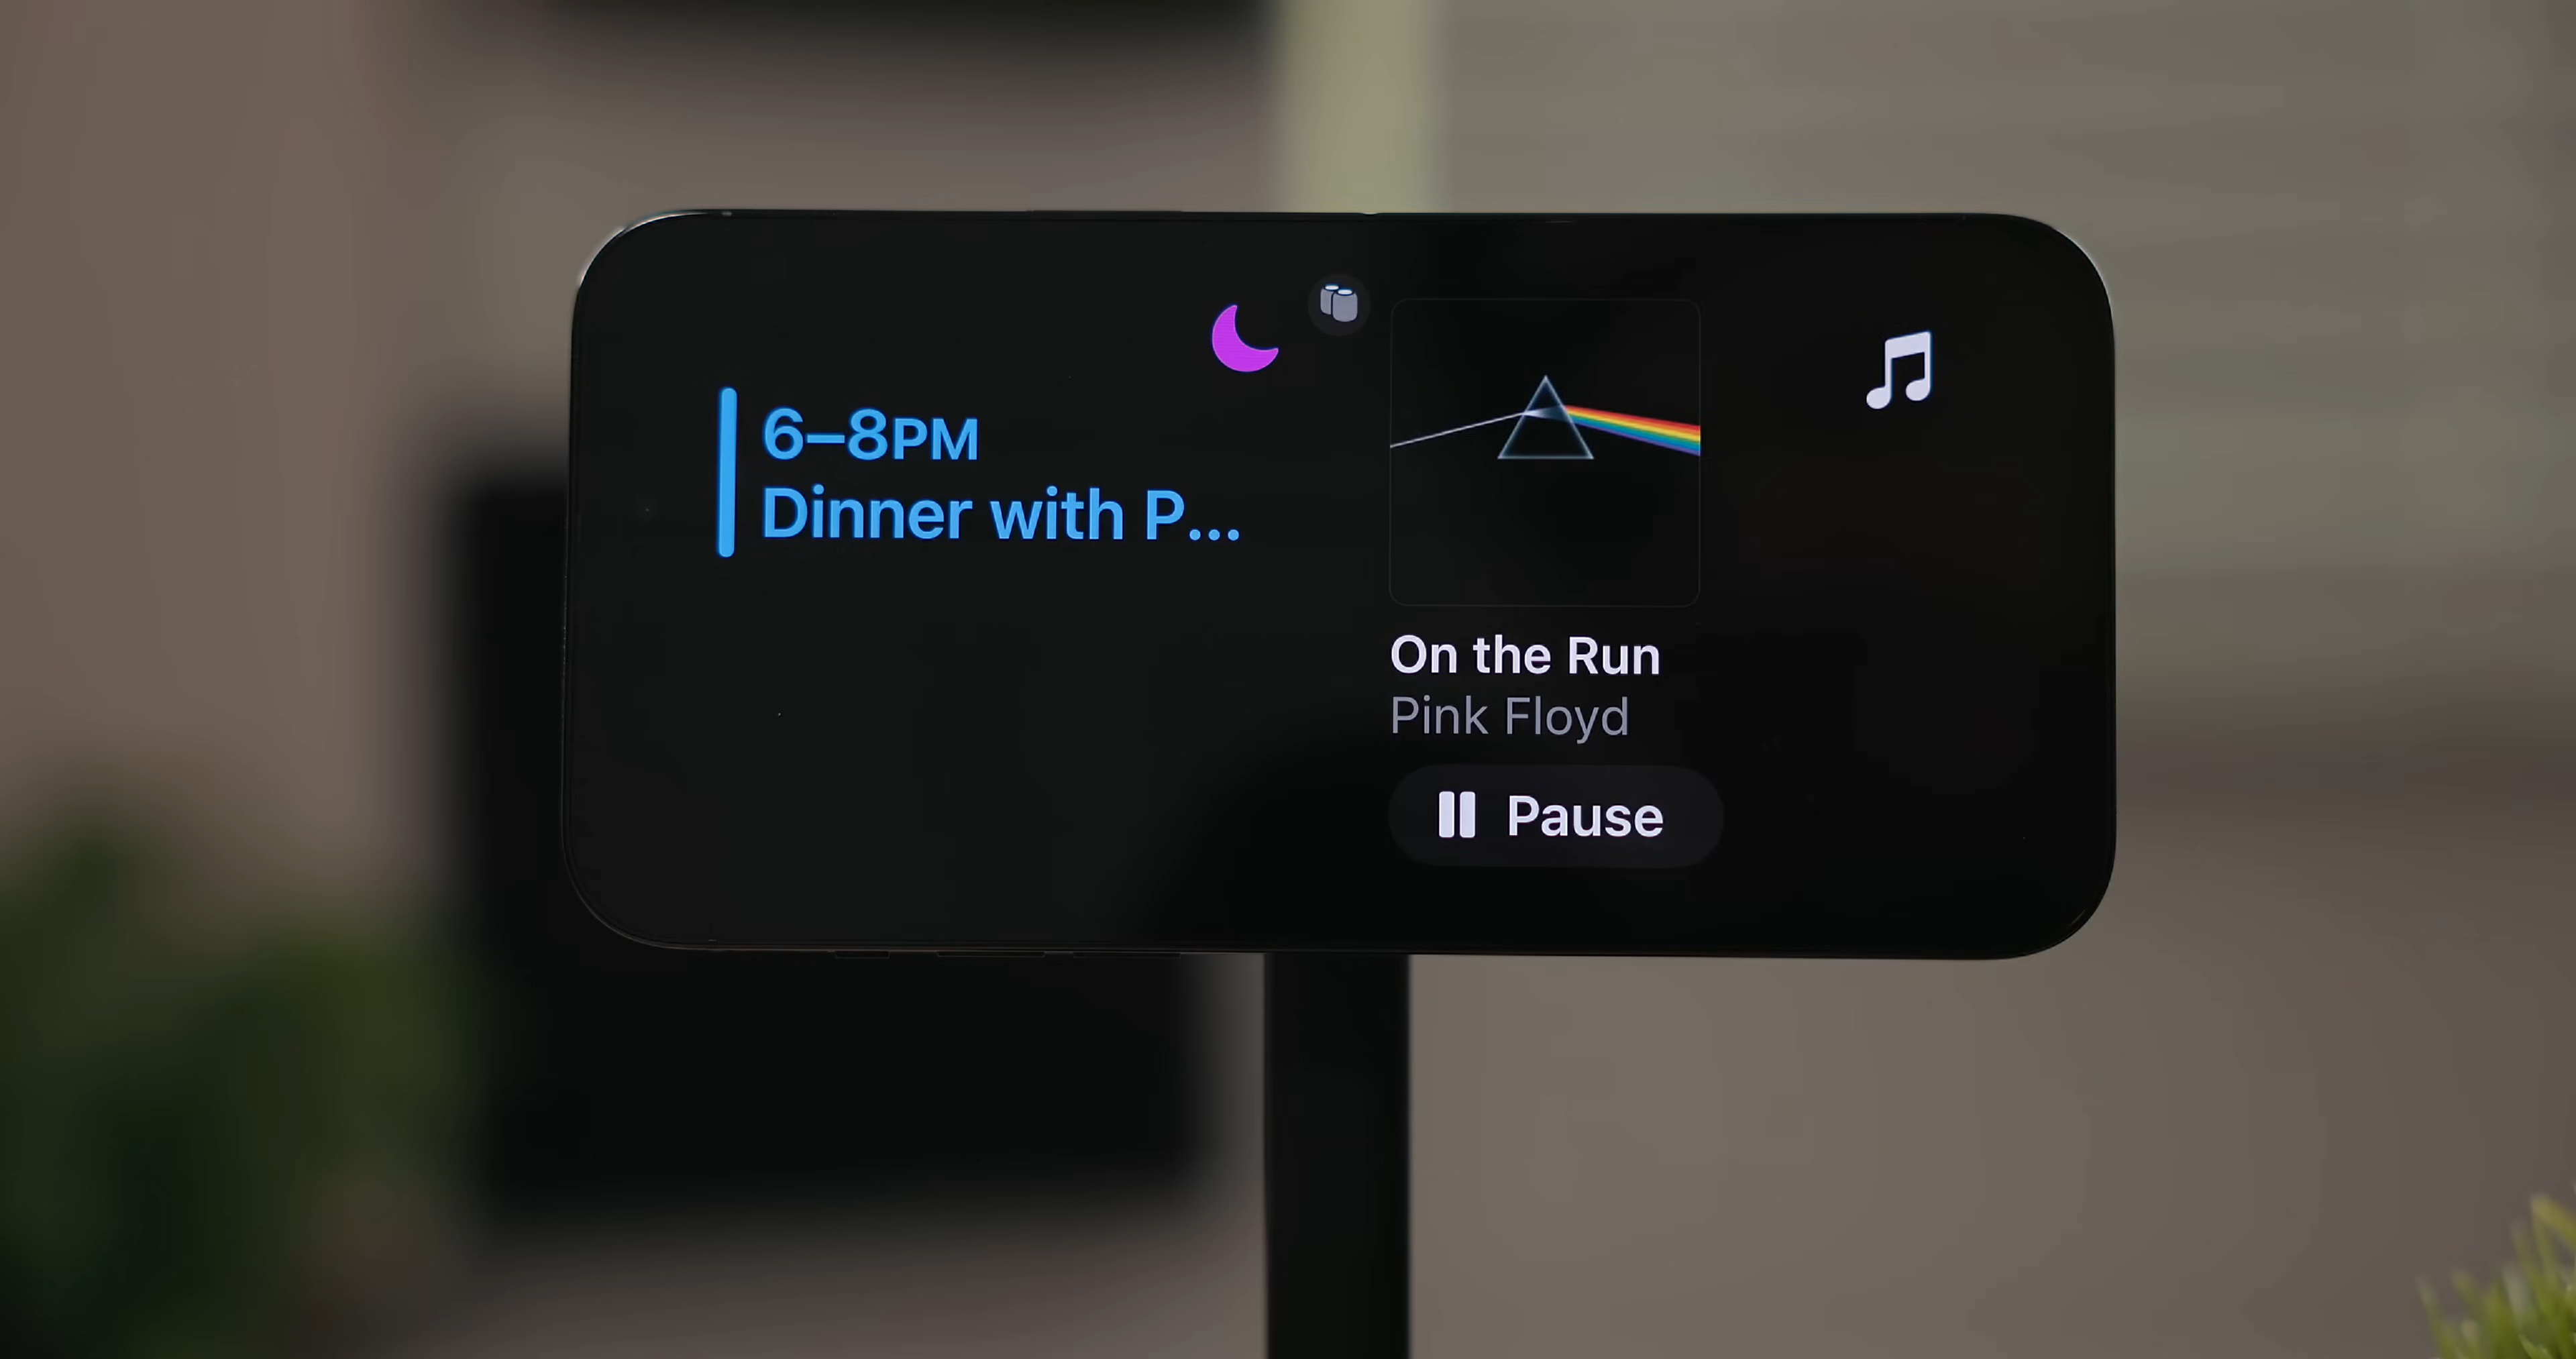 6–8PM
Dinner with P...
On the Run
Pink Floyd
Pause